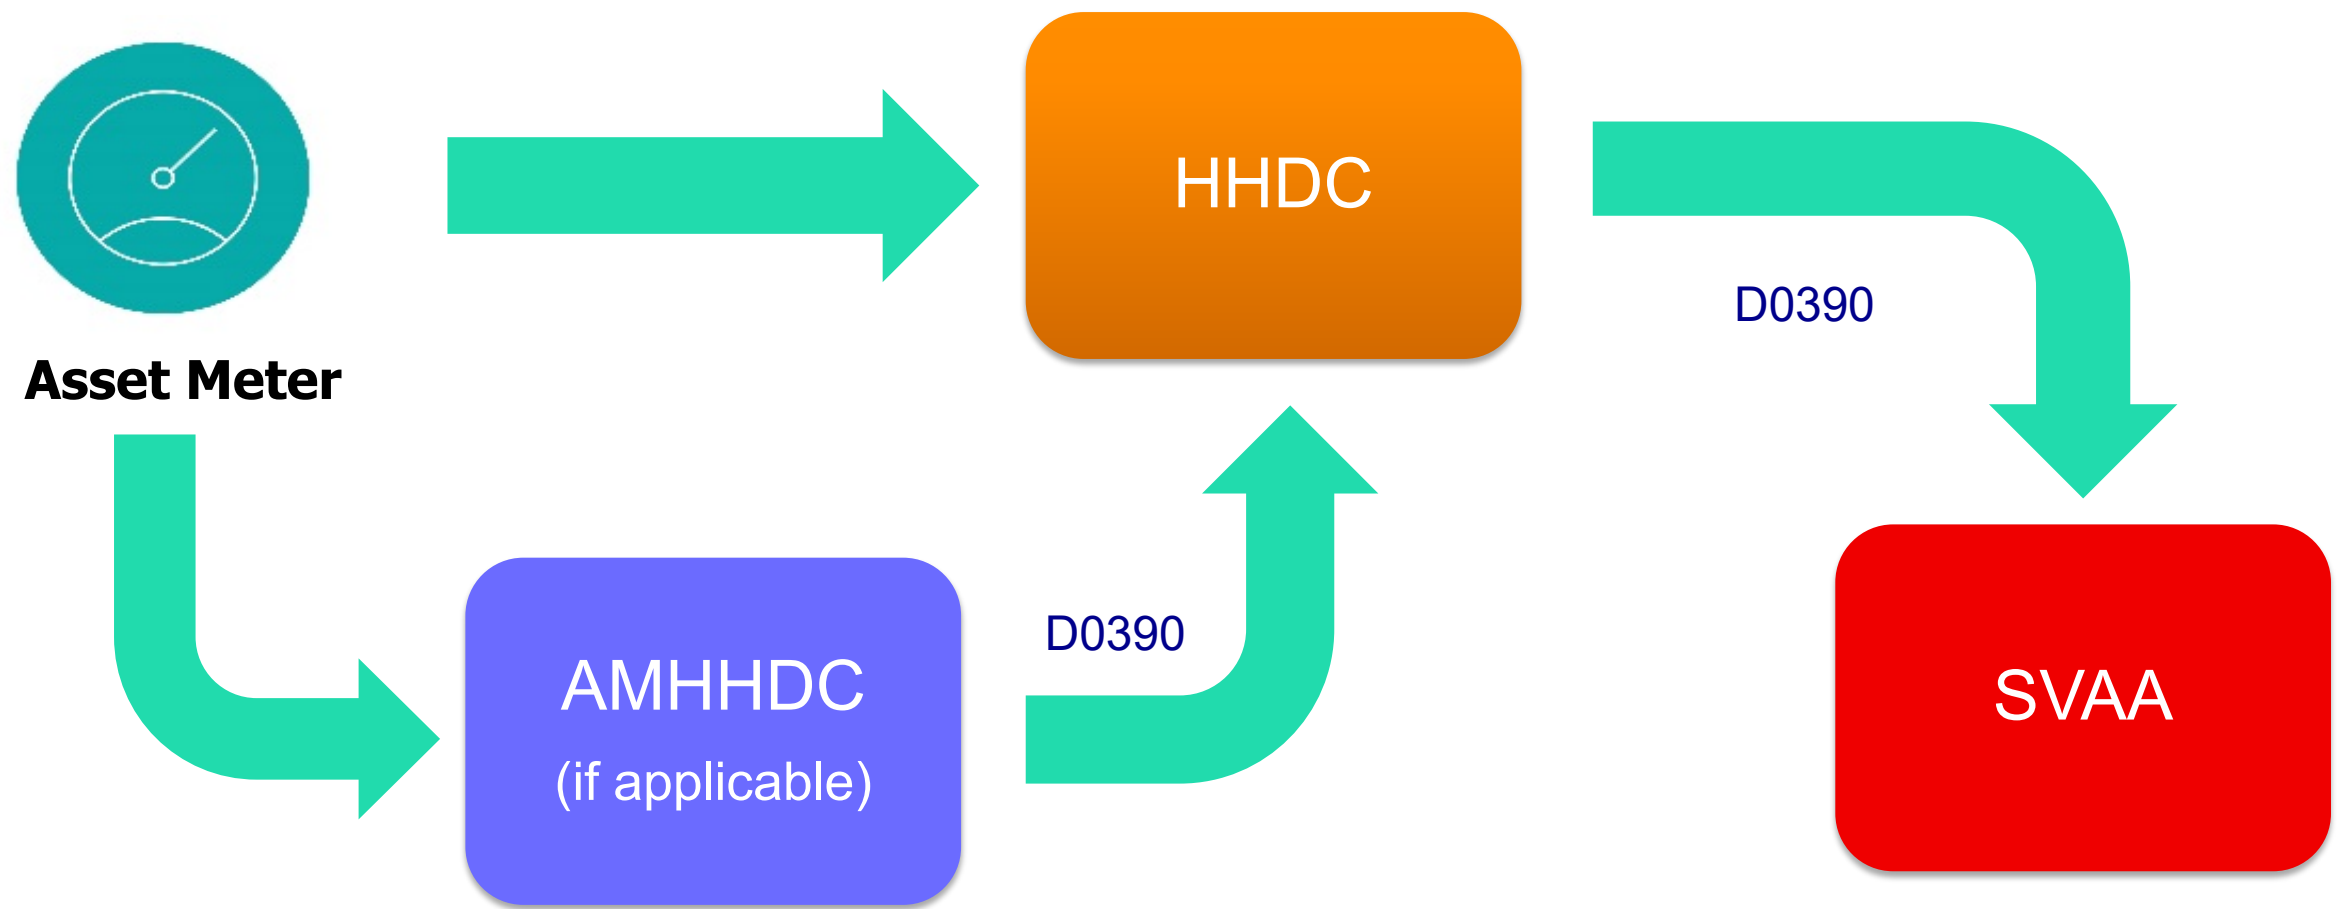 HHDC
D0390
Asset Meter
D0390
AMHHDC
(if applicable)
SVAA